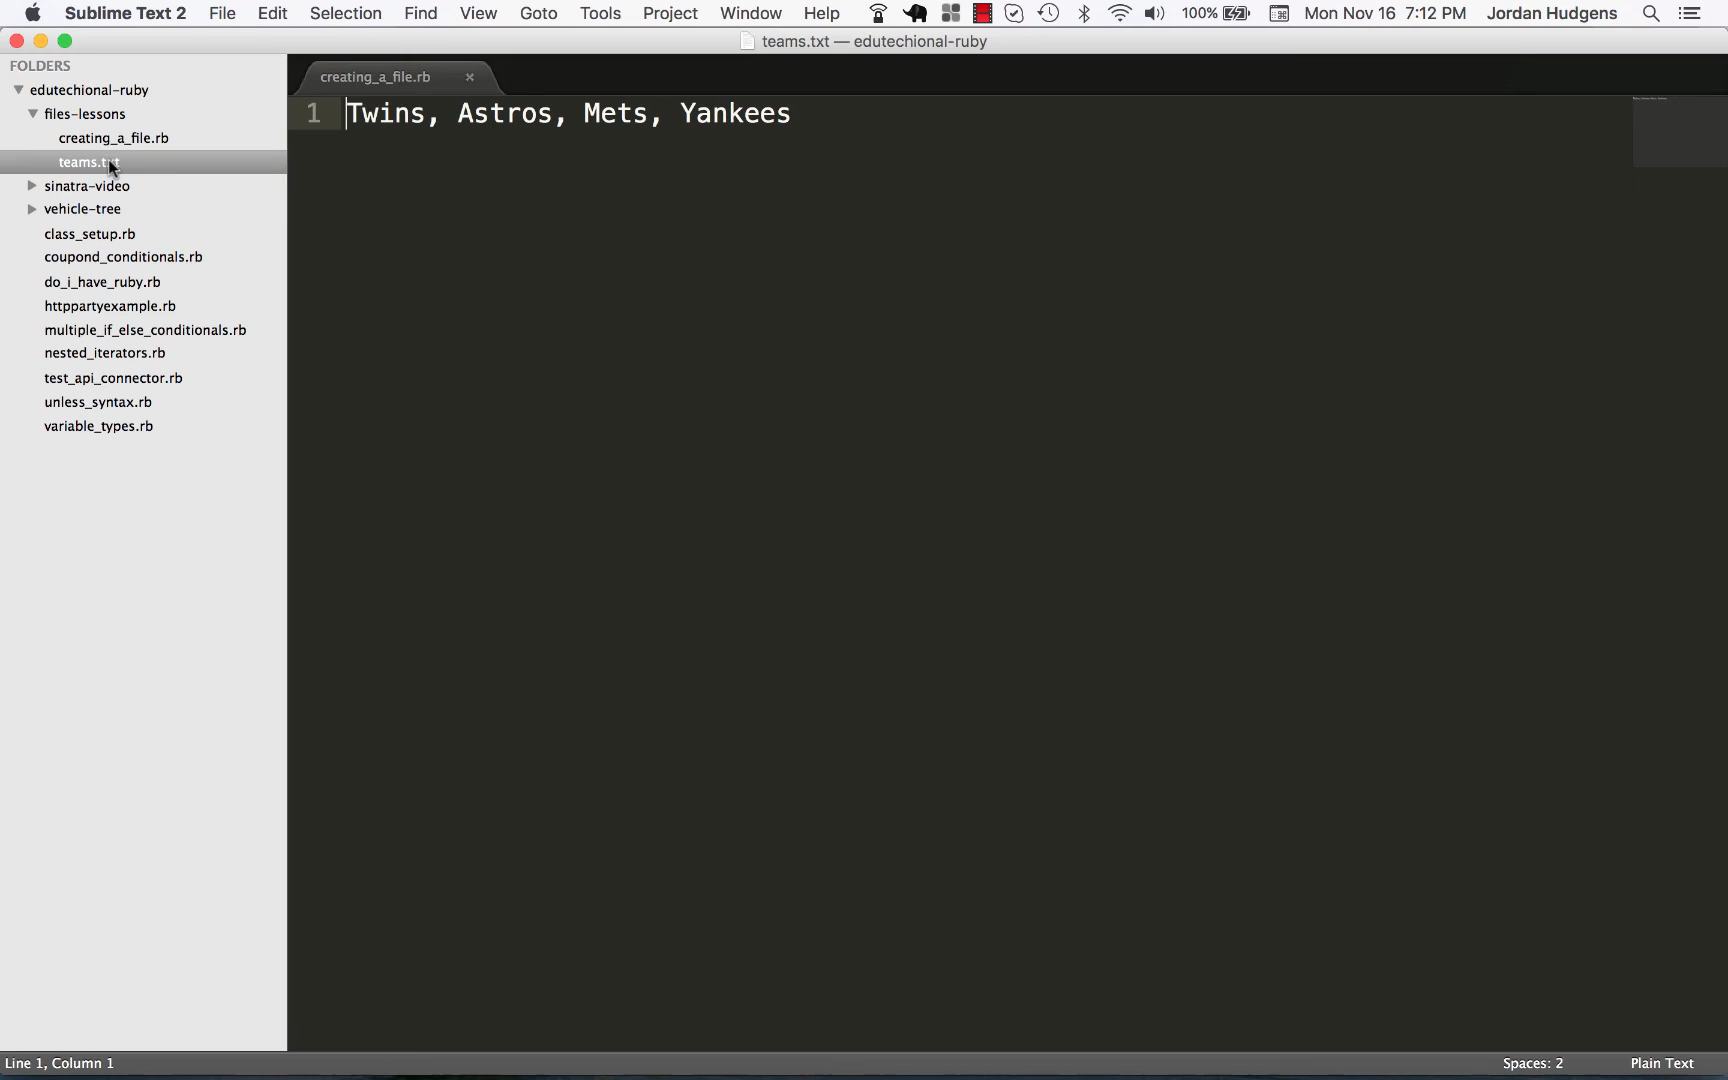 Sublime Text 2 File Edit Selection Find View Goto Tools Project Window Help 100% Mon Nov 16 7:12 PM Jordan Hudgens
teams.txt — edutechional-ruby
FOLDERS
edutechional-ruby
files-lessons
creating_a_file.rb
teams.txt
sinatra-video
vehicle-tree
class_setup.rb
coupond_conditionals.rb
do_i_have_ruby.rb
httppartyexample.rb
multiple_if_else_conditionals.rb
nested_iterators.rb
test_api_connector.rb
unless_syntax.rb
variable_types.rb
creating_a_file.rb ×
1 Twins, Astros, Mets, Yankees
Line 1, Column 1 Spaces: 2 Plain Text